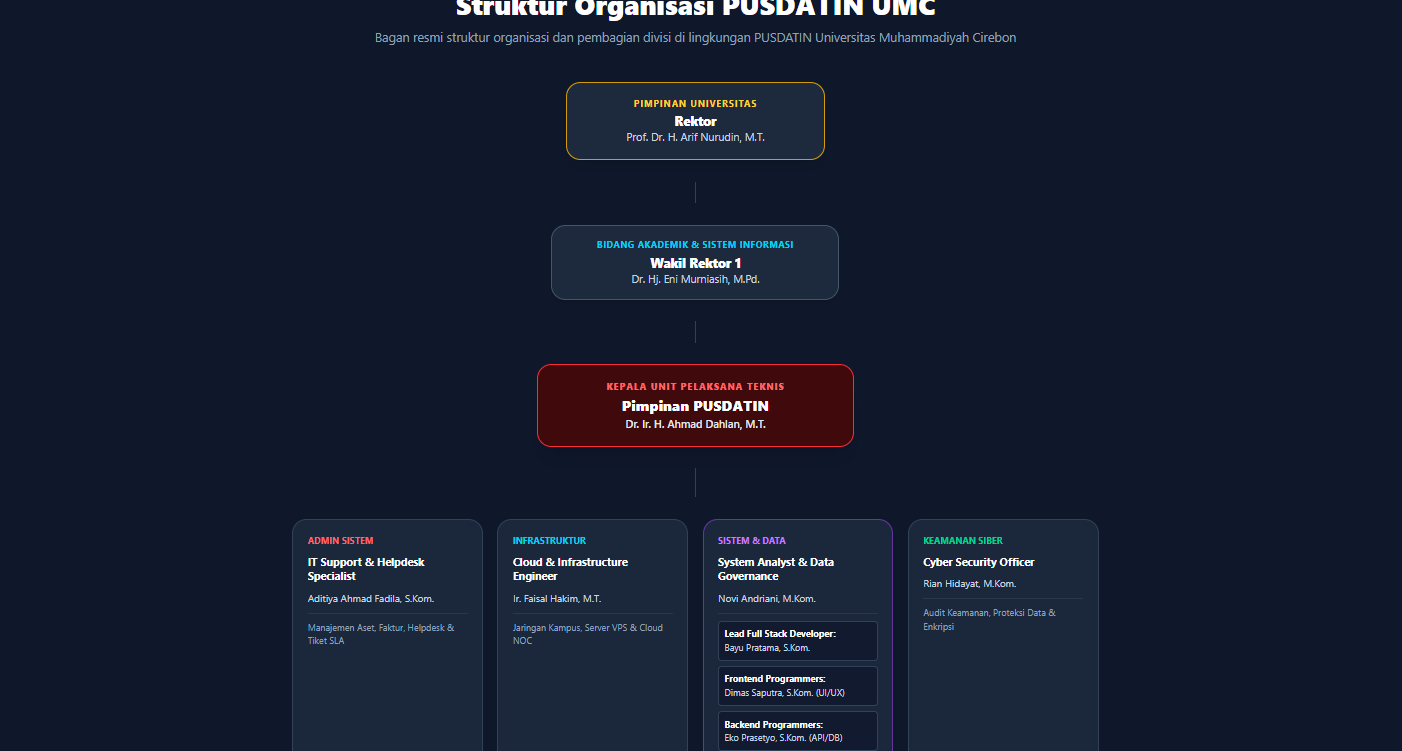 Struktur Organisasi PUSDATIN UMC
Bagan resmi struktur organisasi dan pembagian divisi di lingkungan PUSDATIN Universitas Muhammadiyah Cirebon
PIMPINAN UNIVERSITAS
Rektor
Prof. Dr. H. Arif Nurudin, M.T.
BIDANG AKADEMIK & SISTEM INFORMASI
Wakil Rektor 1
Dr. Hj. Eni Murniasih, M.Pd.
KEPALA UNIT PELAKSANA TEKNIS
Pimpinan PUSDATIN
Dr. Ir. H. Ahmad Dahlan, M.T.
ADMIN SISTEM
IT Support & Helpdesk
Specialist
Aditiya Ahmad Fadila, S.Kom.
Manajemen Aset, Faktur, Helpdesk &
Tiket SLA
INFRASTRUKTUR
Cloud & Infrastructure
Engineer
Ir. Faisal Hakim, M.T.
Jaringan Kampus, Server VPS & Cloud
NOC
SISTEM & DATA
System Analyst & Data
Governance
Novi Andriani, M.Kom.
Lead Full Stack Developer:
Bayu Pratama, S.Kom.
Frontend Programmers:
Dimas Saputra, S.Kom. (UI/UX)
Backend Programmers:
Eko Prasetyo, S.Kom. (API/DB)
KEAMANAN SIBER
Cyber Security Officer
Rian Hidayat, M.Kom.
Audit Keamanan, Proteksi Data &
Enkripsi